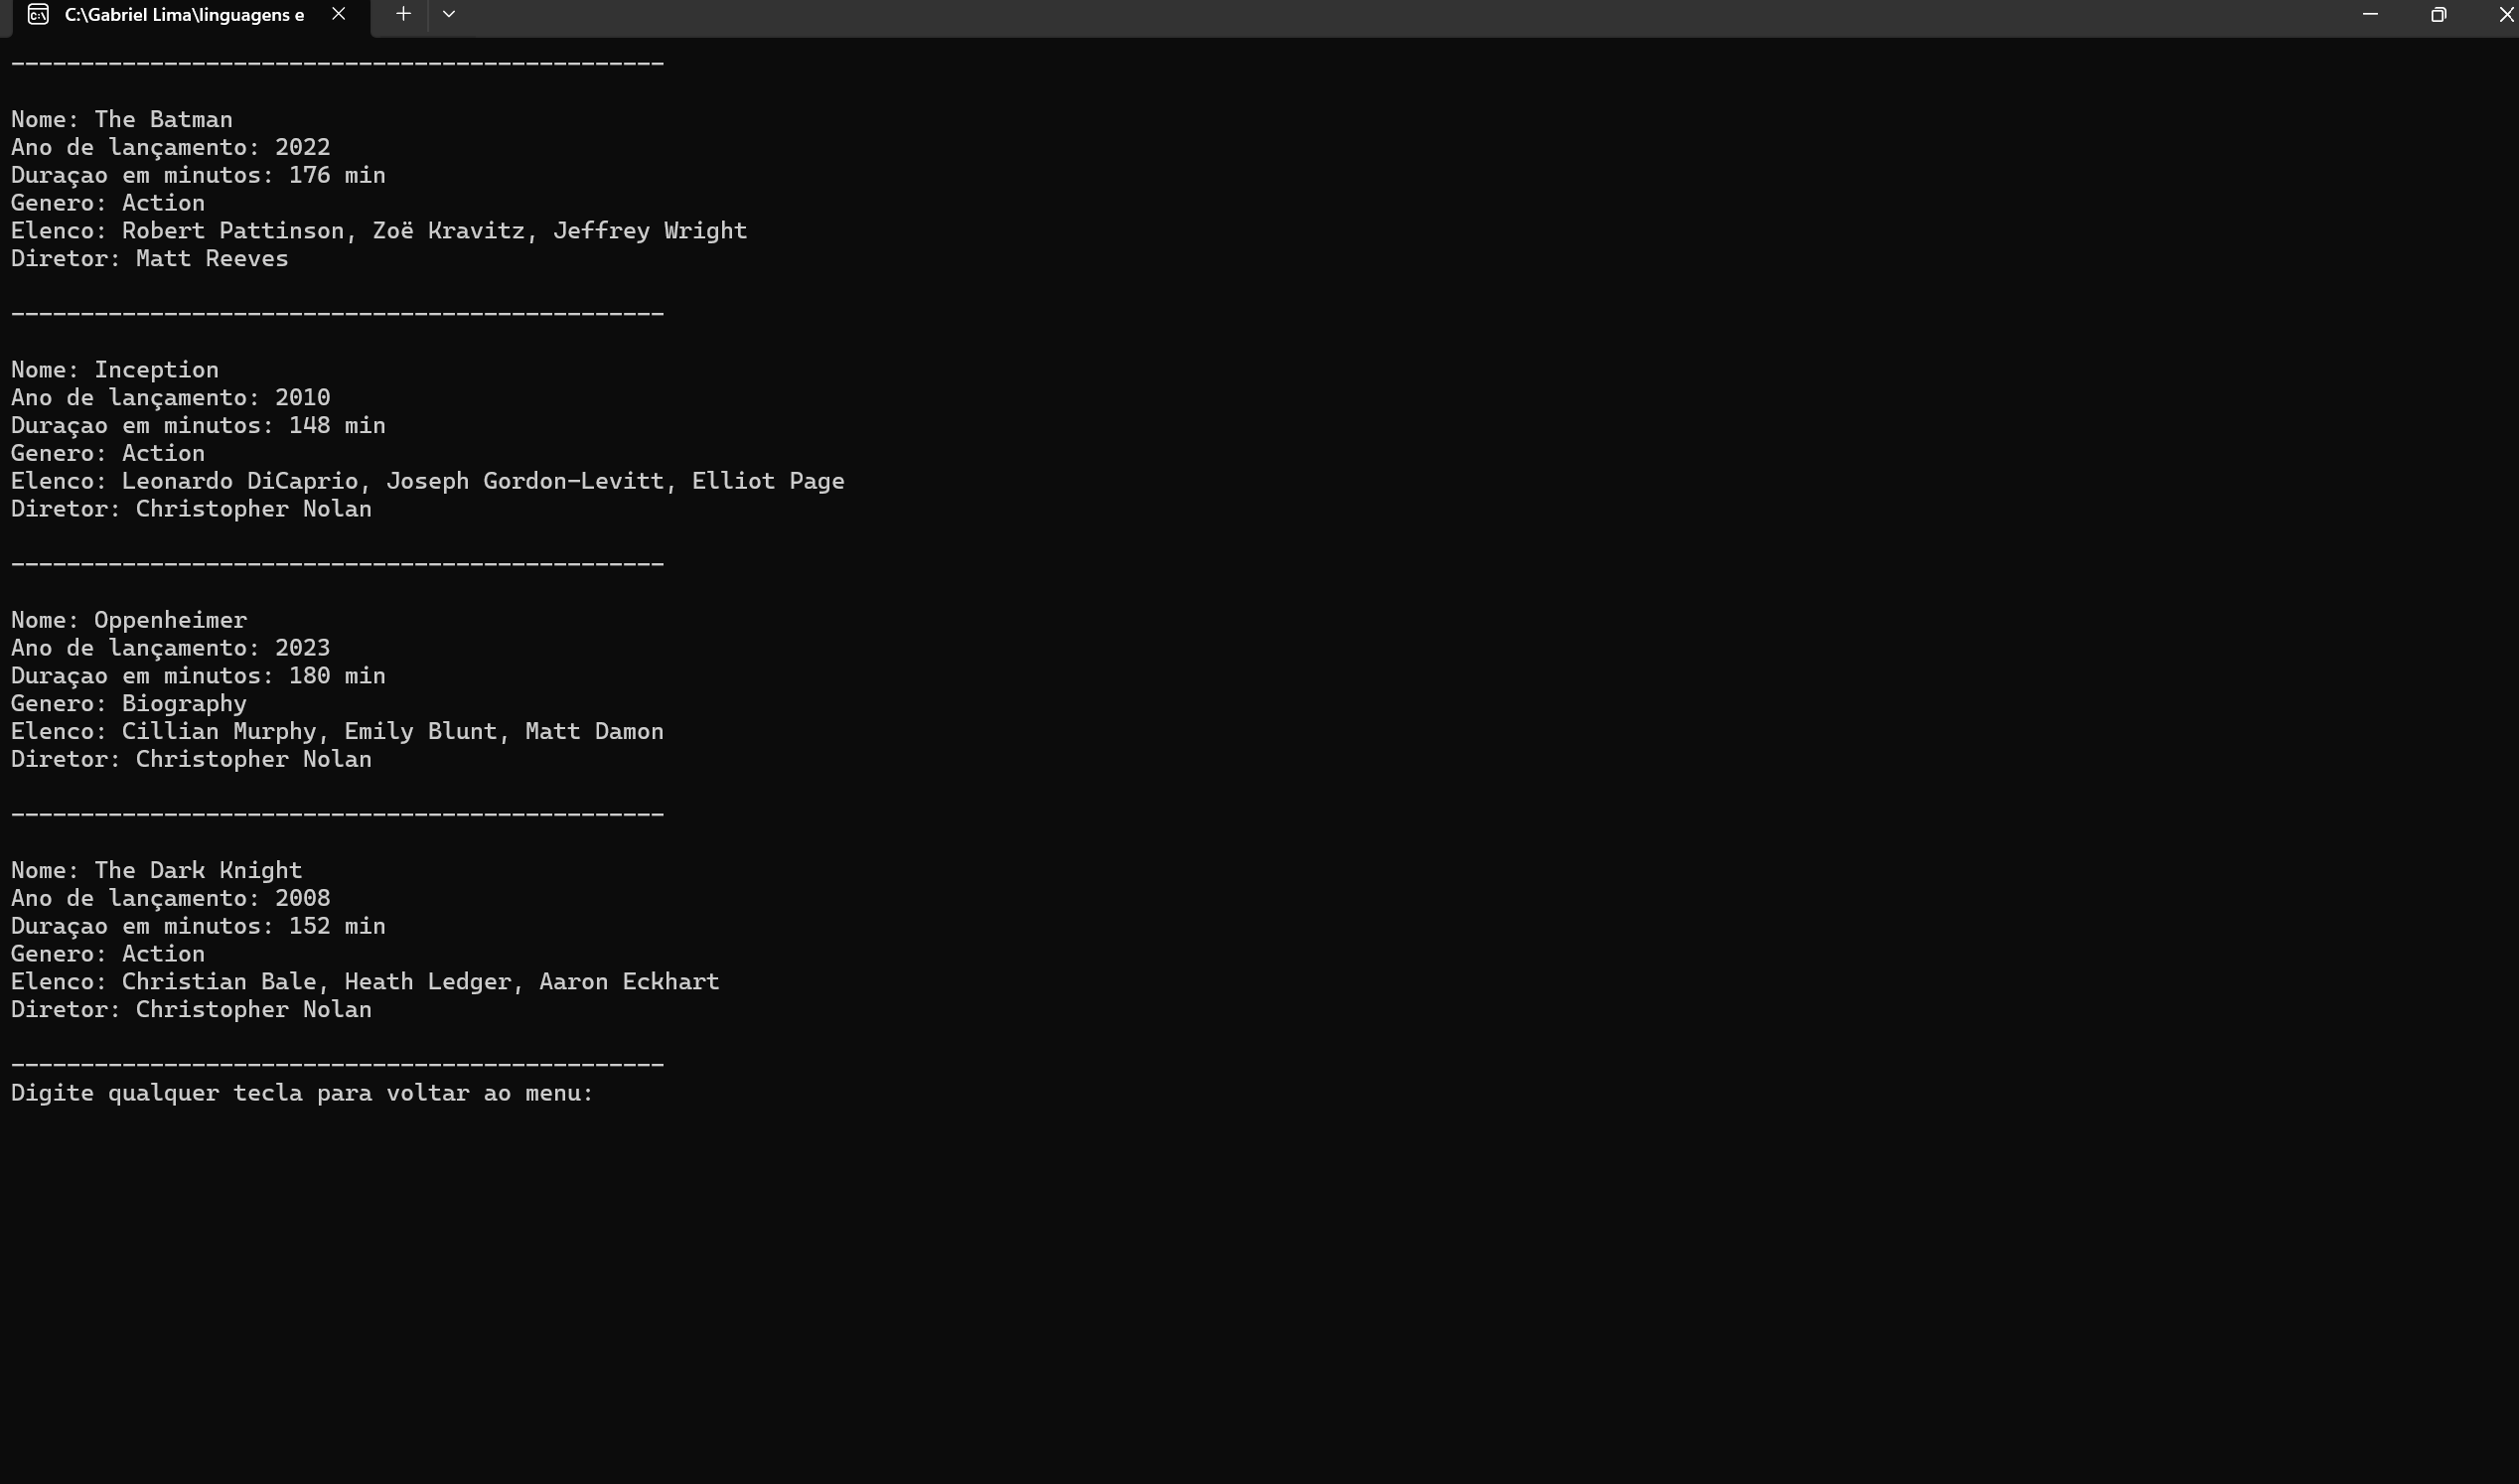 C:\Gabriel Lima\linguagens e
-----------------------------------------------
Nome: The Batman
Ano de lançamento: 2022
Duraçao em minutos: 176 min
Genero: Action
Elenco: Robert Pattinson, Zoë Kravitz, Jeffrey Wright
Diretor: Matt Reeves
-----------------------------------------------
Nome: Inception
Ano de lançamento: 2010
Duraçao em minutos: 148 min
Genero: Action
Elenco: Leonardo DiCaprio, Joseph Gordon-Levitt, Elliot Page
Diretor: Christopher Nolan
-----------------------------------------------
Nome: Oppenheimer
Ano de lançamento: 2023
Duraçao em minutos: 180 min
Genero: Biography
Elenco: Cillian Murphy, Emily Blunt, Matt Damon
Diretor: Christopher Nolan
-----------------------------------------------
Nome: The Dark Knight
Ano de lançamento: 2008
Duraçao em minutos: 152 min
Genero: Action
Elenco: Christian Bale, Heath Ledger, Aaron Eckhart
Diretor: Christopher Nolan
-----------------------------------------------
Digite qualquer tecla para voltar ao menu: